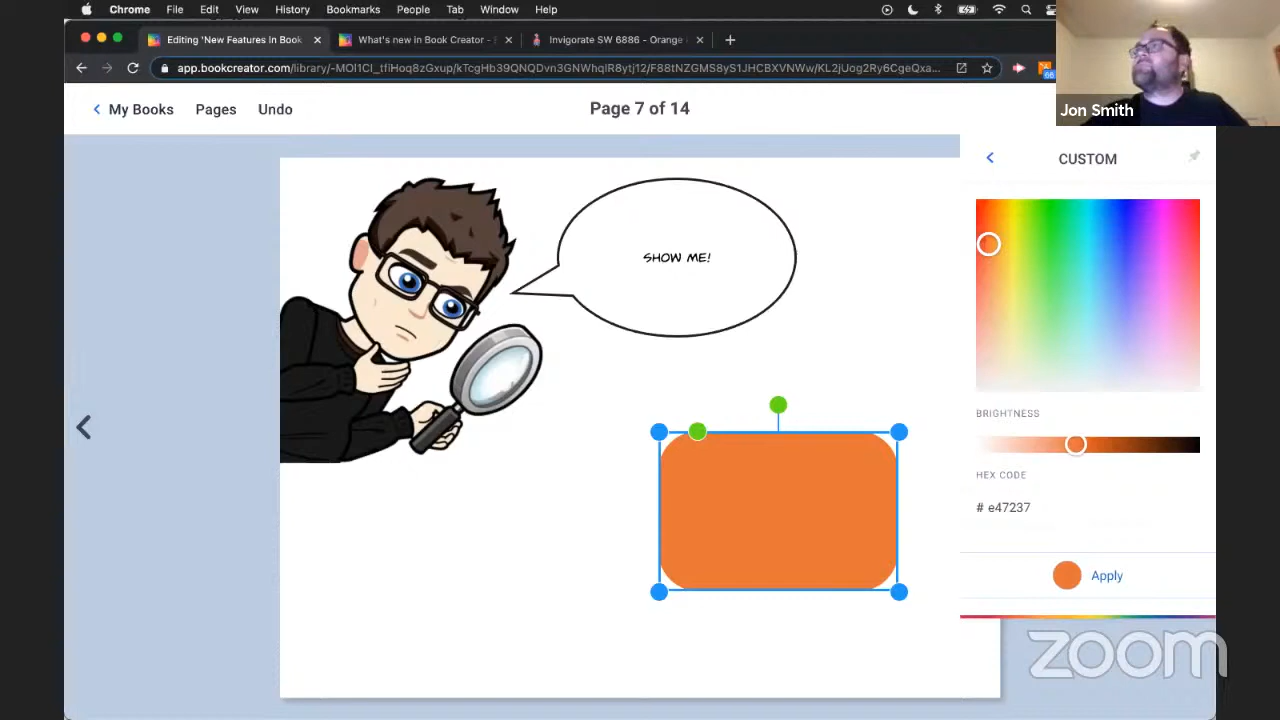 Chrome File Edit View History Bookmarks People Tab Window Help
Editing 'New Features In Book
What's new in Book Creator -
Invigorate SW 6886 - Orange
My Books Pages Undo
Page 7 of 14
Jon Smith
CUSTOM
SHOW ME!
BRIGHTNESS
HEX CODE
# e47237
Apply
zoom